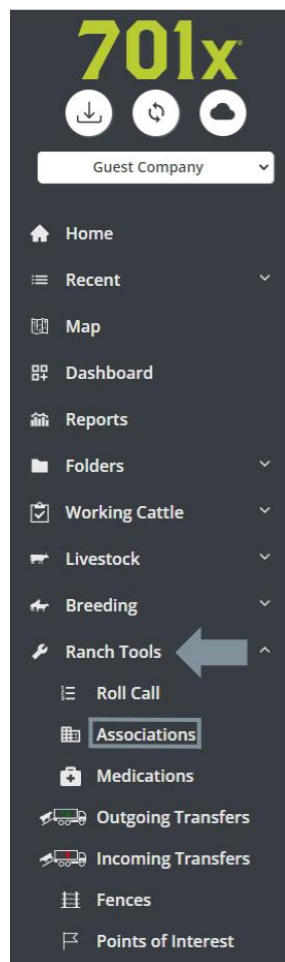 701x
Guest Company
Home
Recent
Map
Dashboard
Reports
Folders
Working Cattle
Livestock
Breeding
Ranch Tools
Roll Call
Associations
Medications
Outgoing Transfers
Incoming Transfers
Fences
Points of Interest